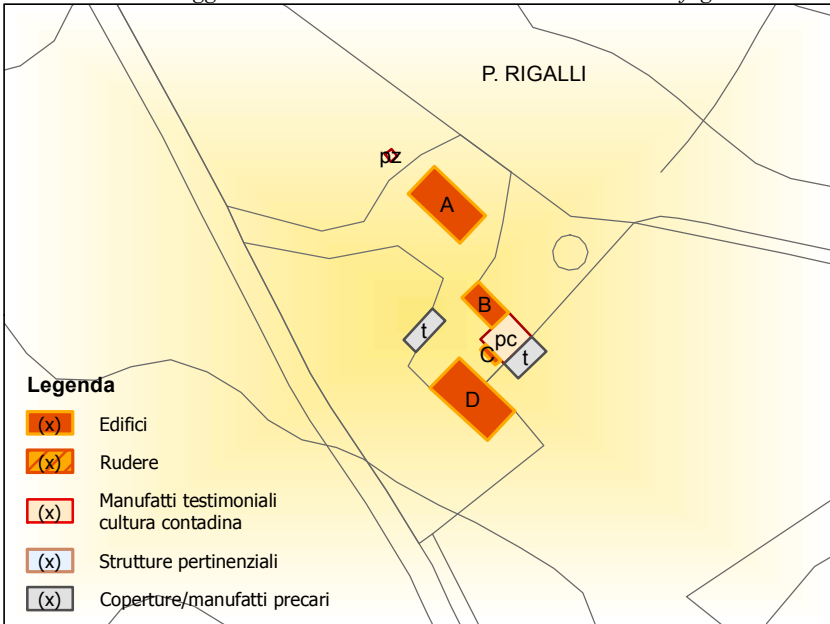 P. RIGALLI
pz
A
B
t
pc
C
t
D
Legenda
(x) Edifici
(x) Rudere
(x) Manufatti testimoniali
cultura contadina
(x) Strutture pertinenziali
(x) Coperture/manufatti precari